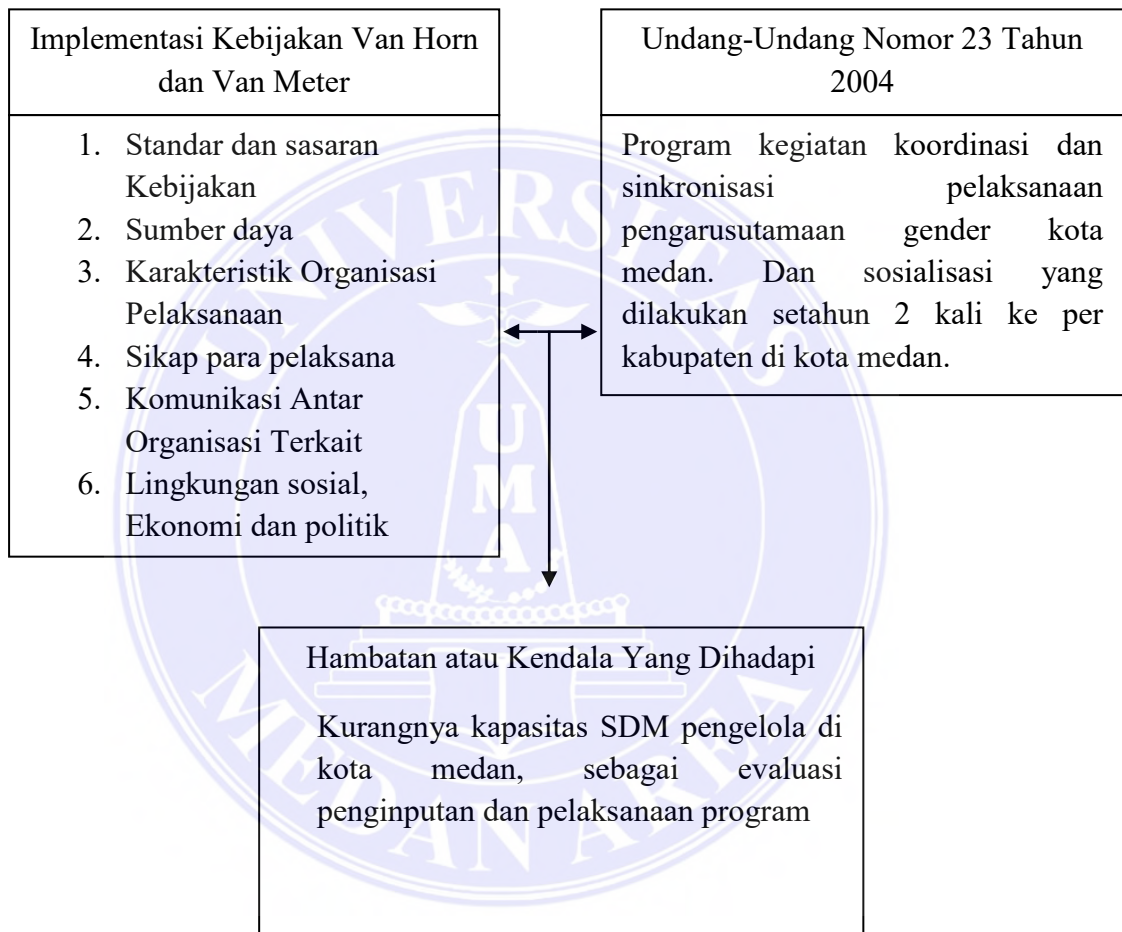 Implementasi Kebijakan Van Horn
dan Van Meter
1. Standar dan sasaran
Kebijakan
2. Sumber daya
3. Karakteristik Organisasi
Pelaksanaan
4. Sikap para pelaksana
5. Komunikasi Antar
Organisasi Terkait
6. Lingkungan sosial,
Ekonomi dan politik
Undang-Undang Nomor 23 Tahun
2004
Program kegiatan koordinasi dan
sinkronisasi pelaksanaan
pengarusutamaan gender kota
medan. Dan sosialisasi yang
dilakukan setahun 2 kali ke per
kabupaten di kota medan.
Hambatan atau Kendala Yang Dihadapi
Kurangnya kapasitas SDM pengelola di
kota medan, sebagai evaluasi
penginputan dan pelaksanaan program
UNIVERSITAS
MEDAN AREA
UMA